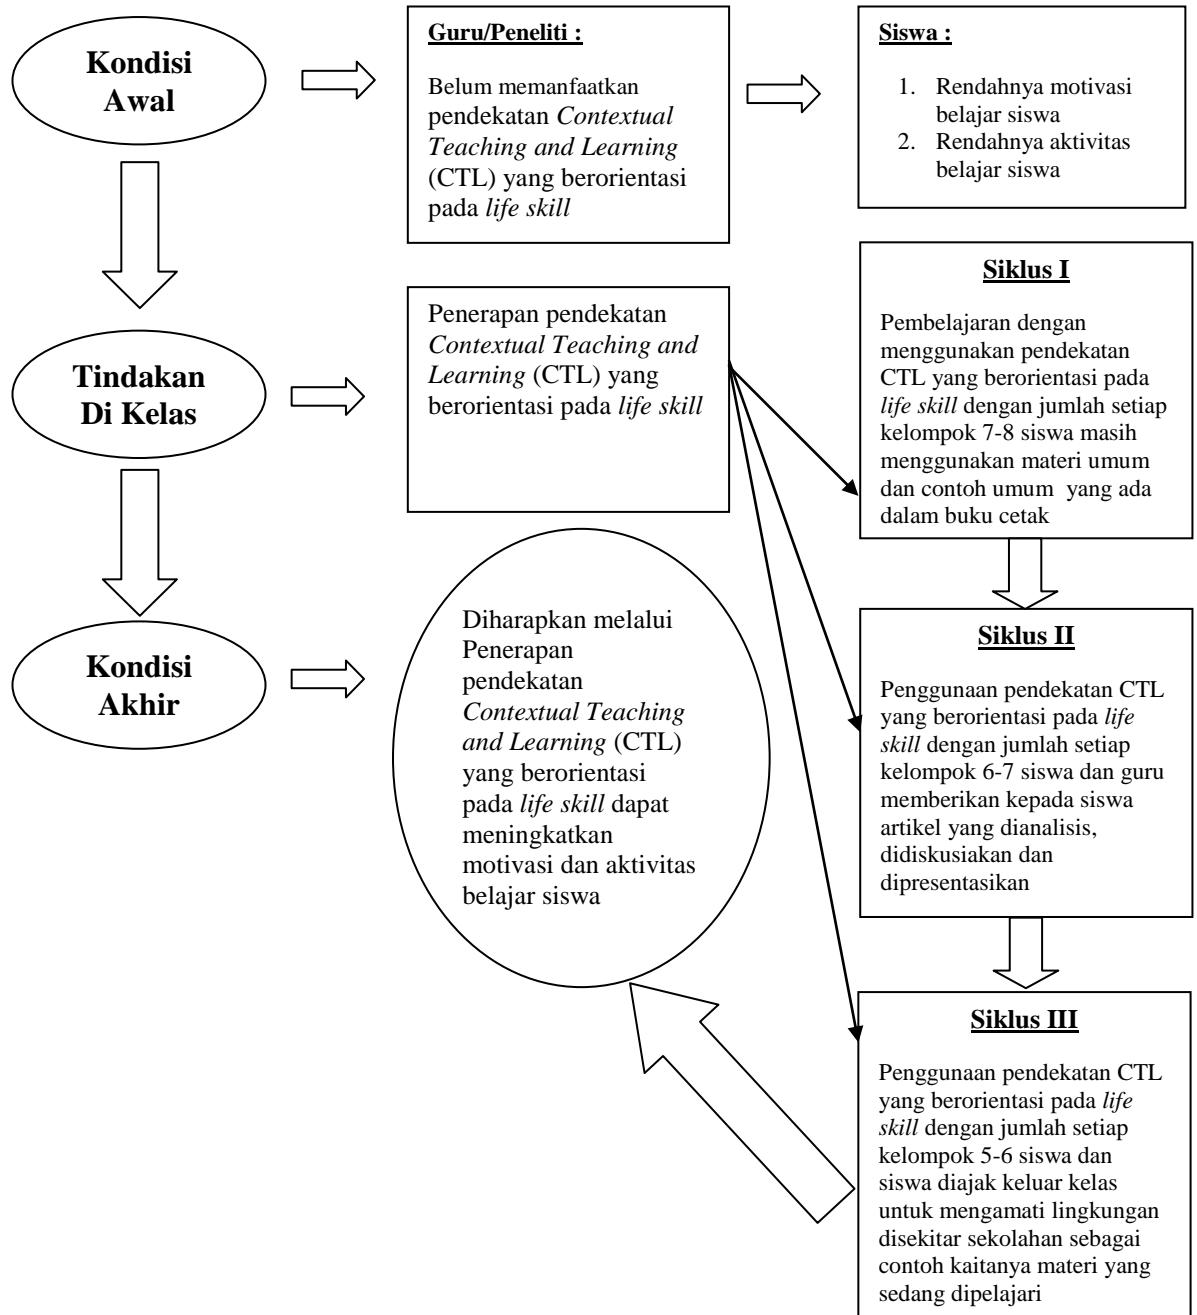 Kondisi
Awal
Guru/Peneliti :
Belum memanfaatkan
pendekatan Contextual
Teaching and Learning
(CTL) yang berorientasi
pada life skill
Siswa :
1. Rendahnya motivasi
belajar siswa
2. Rendahnya aktivitas
belajar siswa
Tindakan
Di Kelas
Penerapan pendekatan
Contextual Teaching and
Learning (CTL) yang
berorientasi pada life skill
Siklus I
Pembelajaran dengan
menggunakan pendekatan
CTL yang berorientasi pada
life skill dengan jumlah setiap
kelompok 7-8 siswa masih
menggunakan materi umum
dan contoh umum yang ada
dalam buku cetak
Siklus II
Penggunaan pendekatan CTL
yang berorientasi pada life
skill dengan jumlah setiap
kelompok 6-7 siswa dan guru
memberikan kepada siswa
artikel yang dianalisis,
didiskusiakan dan
dipresentasikan
Siklus III
Penggunaan pendekatan CTL
yang berorientasi pada life
skill dengan jumlah setiap
kelompok 5-6 siswa dan
siswa diajak keluar kelas
untuk mengamati lingkungan
disekitar sekolahan sebagai
contoh kaitanya materi yang
sedang dipelajari
Kondisi
Akhir
Diharapkan melalui
Penerapan
pendekatan
Contextual Teaching
and Learning (CTL)
yang berorientasi
pada life skill dapat
meningkatkan
motivasi dan aktivitas
belajar siswa